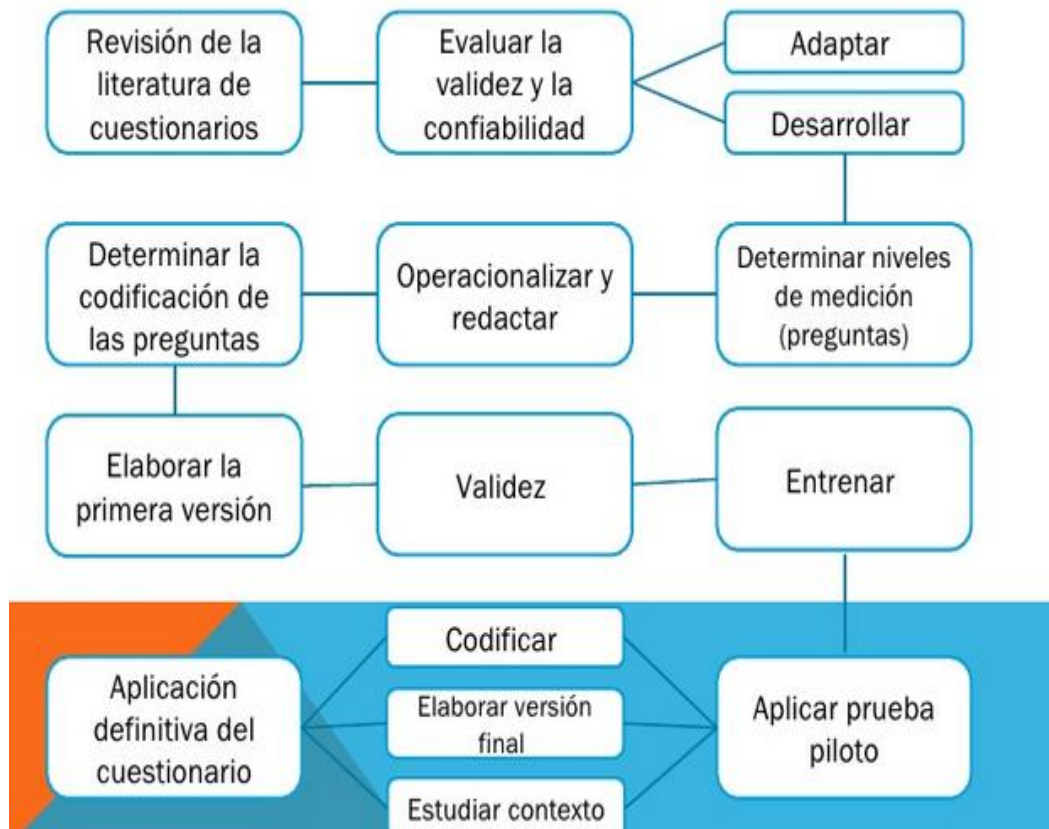 Revisión de la
literatura de
cuestionarios
Evaluar la
validez y la
confiabilidad
Adaptar
Desarrollar
Determinar niveles
de medición
(preguntas)
Operacionalizar y
redactar
Determinar la
codificación de
las preguntas
Elaborar la
primera versión
Validez
Entrenar
Aplicar prueba
piloto
Codificar
Elaborar versión
final
Estudiar contexto
Aplicación
definitiva del
cuestionario